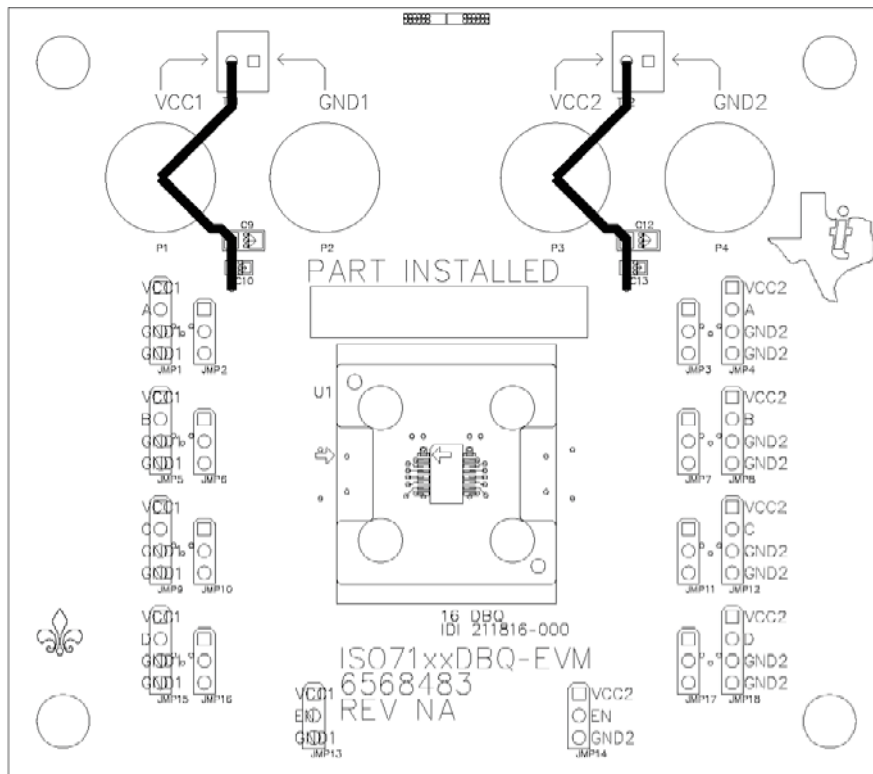 VCC1
GND1
VCC2
GND2
C9
C12
P1
P2
P3
P4
C10
C13
PART INSTALLED
VCC1
A
GND1
GND1
JMP1
JMP2
VCC2
A
GND2
GND2
JMP3
JMP4
U1
VCC1
B
GND1
GND1
JMP5
JMP6
VCC2
B
GND2
GND2
JMP7
JMP8
VCC1
C
GND1
GND1
JMP9
JMP10
VCC2
C
GND2
GND2
JMP11
JMP12
16 DBQ
IDI 211816-000
VCC1
D
GND1
GND1
JMP15
JMP16
VCC2
D
GND2
GND2
JMP17
JMP18
ISO71xxDBQ-EVM
6568483
REV NA
VCC1
EN
GND1
JMP13
VCC2
EN
GND2
JMP14